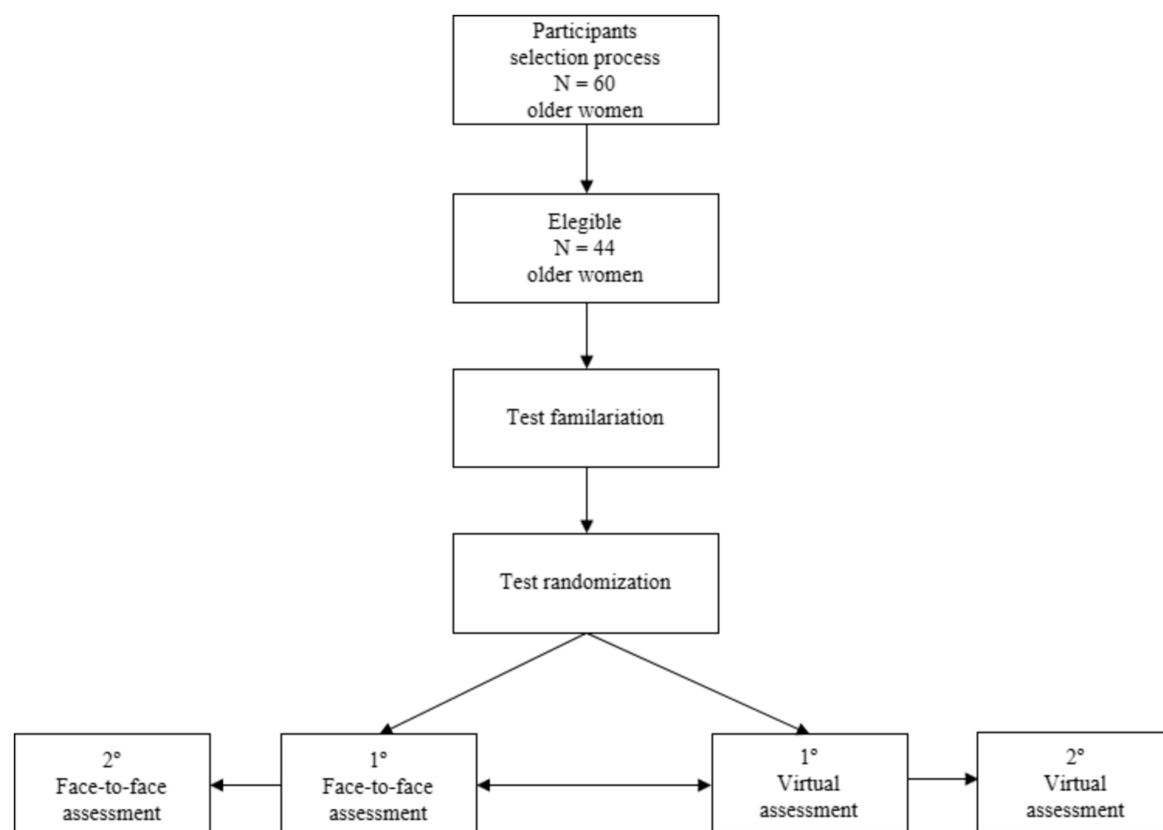 Participants
selection process
N = 60
older women
Elegible
N = 44
older women
Test familariation
Test randomization
2°
Face-to-face
assessment
1°
Face-to-face
assessment
1°
Virtual
assessment
2°
Virtual
assessment